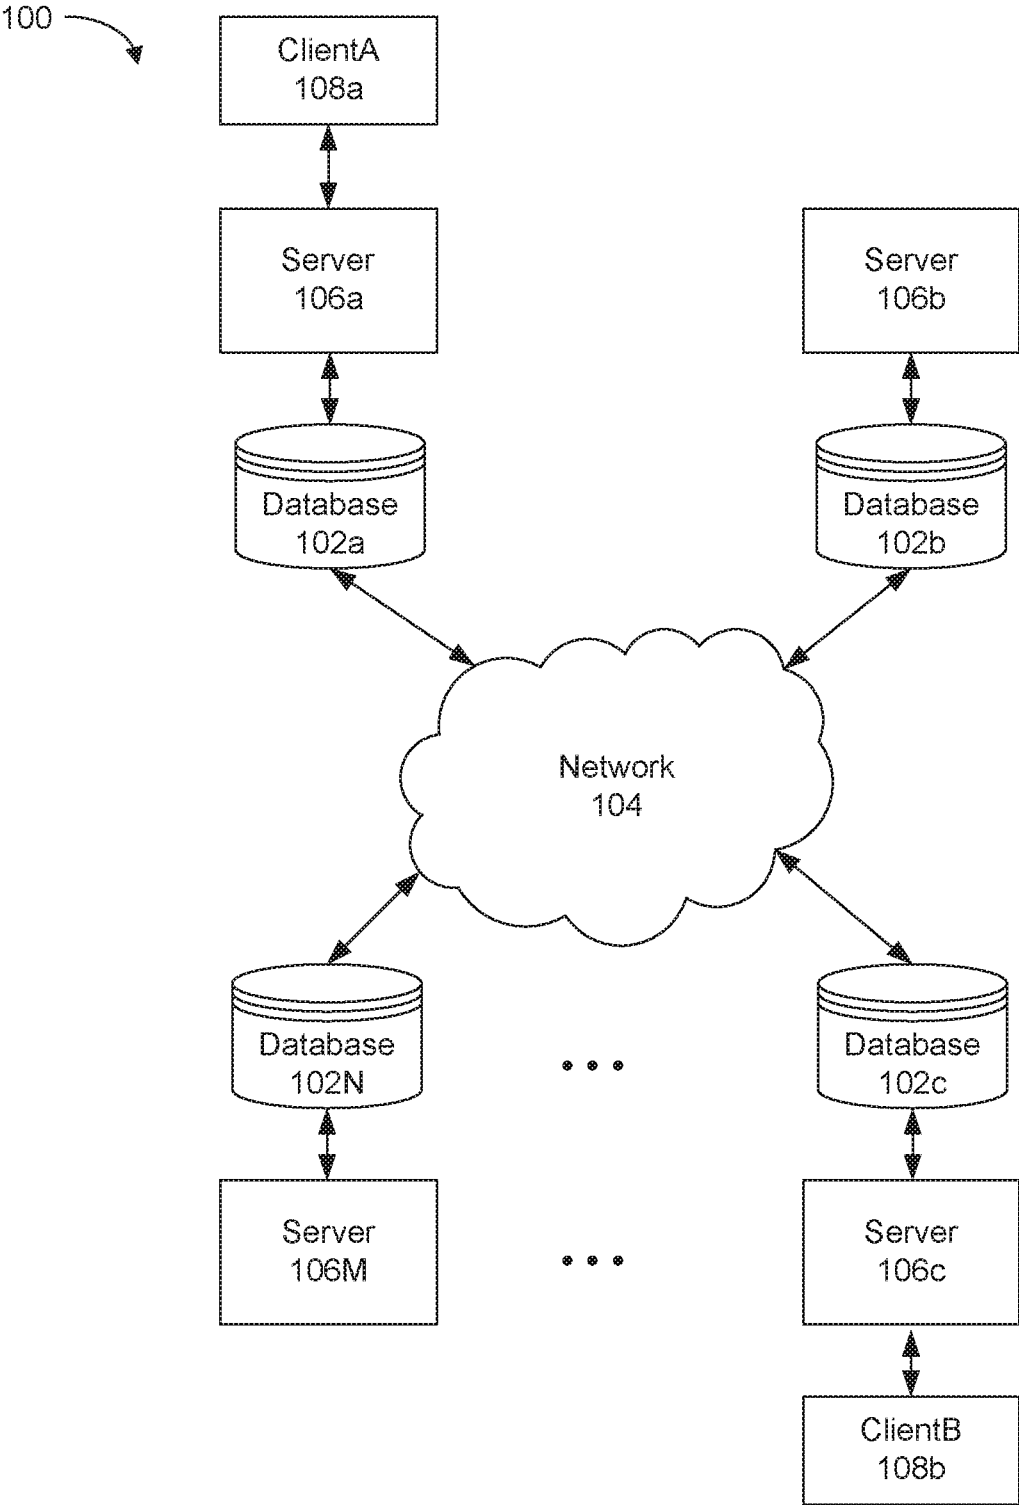 100
ClientA
108a
Server
106a
Server
106b
Database
102a
Database
102b
Network
104
Database
102N
Database
102c
Server
106M
Server
106c
ClientB
108b